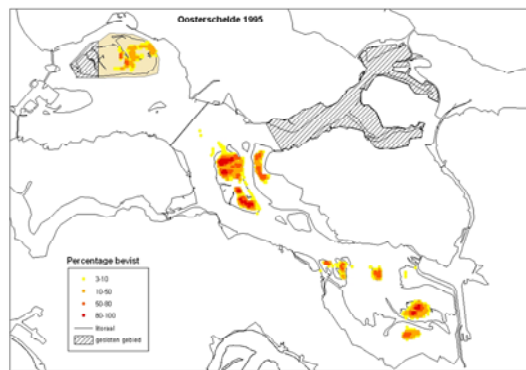 Oosterschelde 1995
Percentage bevist
3-10
10-50
50-80
80-100
litoraal
gesloten gebied